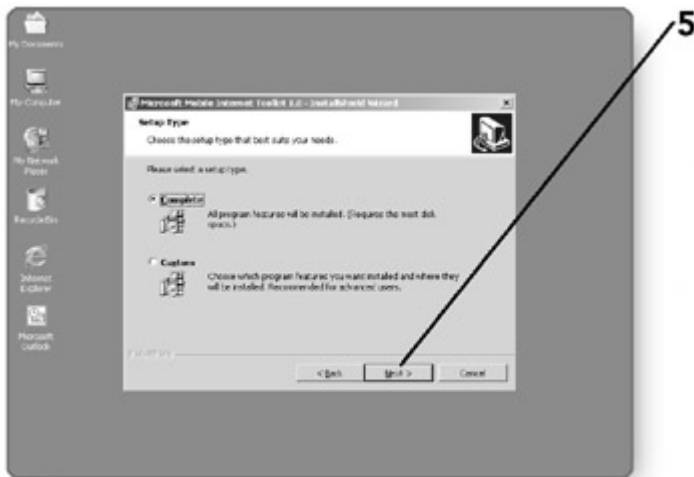 5
My Documents
My Computer
My Network
Places
Recycle Bin
Internet
Explorer
Microsoft
Outlook
Microsoft Mobile Internet Toolkit 1.0 - InstallShield Wizard
Setup Type
Choose the setup type that best suits your needs.
Please select a setup type.
Complete
All program features will be installed. (Requires the most disk
space.)
Custom
Choose which program features you want installed and where they
will be installed. Recommended for advanced users.
InstallShield
< Back
Next >
Cancel